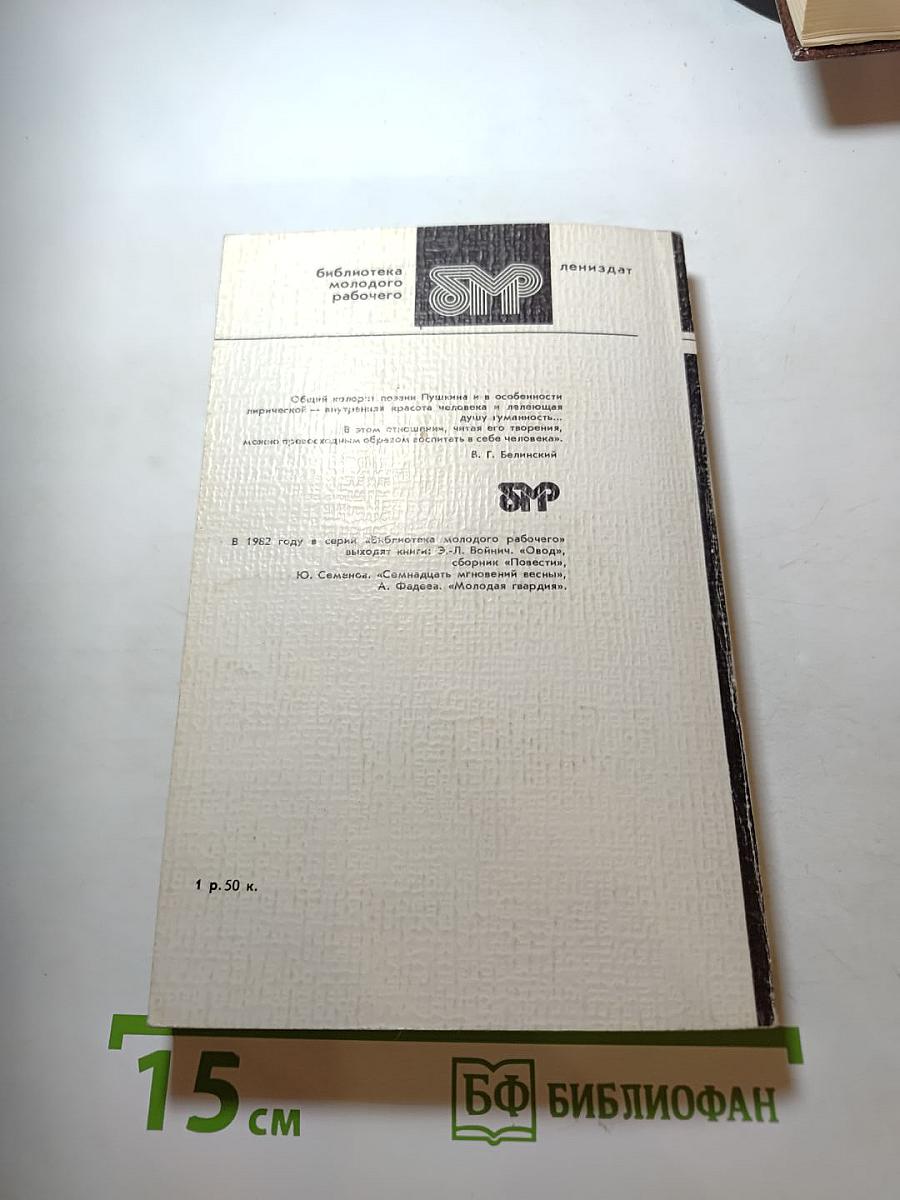 библиотека
молодого
рабочего
БМР
лениздат
Общий колорит поэзии Пушкина и в особенности
лирической — внутренняя красота человека и лелеющая
душу гуманность...
В этом отношении, читая его творения,
можно превосходным образом воспитать в себе человека».
В. Г. Белинский
БМР
В 1982 году в серии «Библиотека молодого рабочего»
выходят книги: Э.-Л. Войнич. «Овод»,
сборник «Повести»,
Ю. Семенов. «Семнадцать мгновений весны»,
А. Фадеев. «Молодая гвардия».
1 р. 50 к.
15 см
БФ БИБЛИОФАН